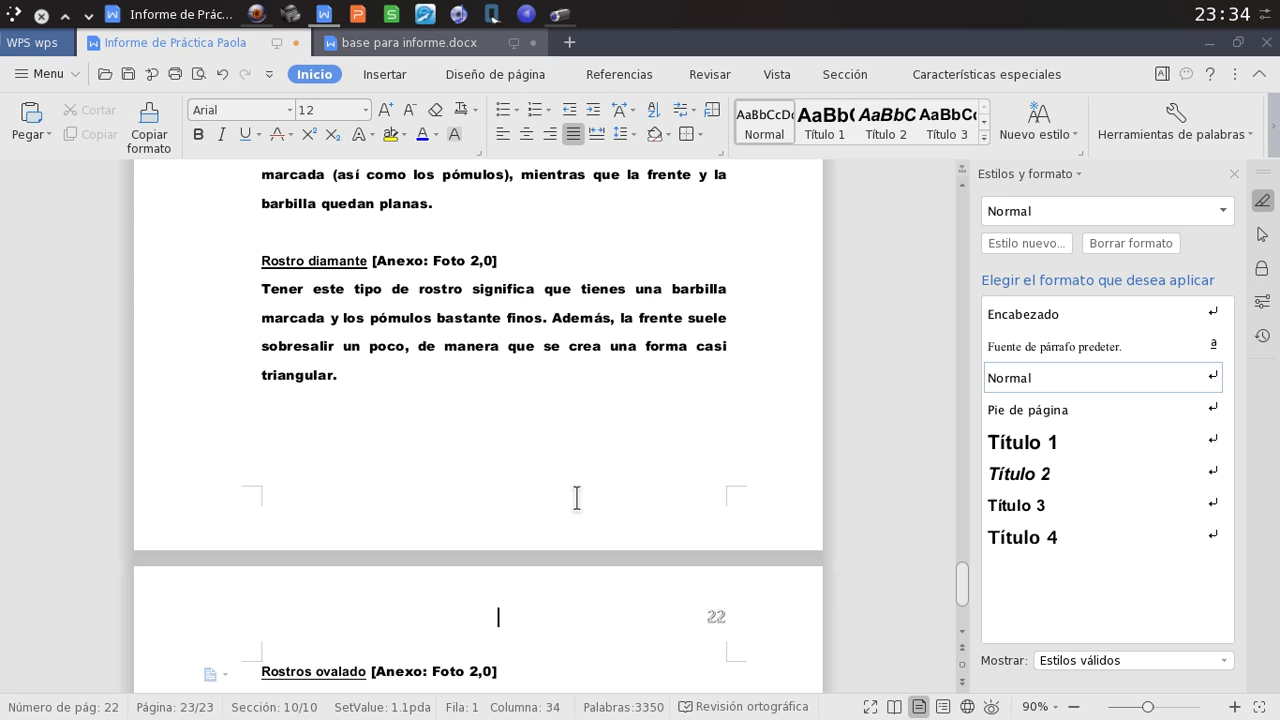 Informe de Prác...
23:34
WPS wps
Informe de Práctica Paola
base para informe.docx
Menu
Inicio
Insertar
Diseño de página
Referencias
Revisar
Vista
Sección
Características especiales
Pegar
Cortar
Copiar
Copiar formato
Arial
12
AaBbCcDc
Normal
AaBb(
Título 1
AaBbC
Título 2
AaBbCc
Título 3
Nuevo estilo
Herramientas de palabras
marcada (así como los pómulos), mientras que la frente y la
barbilla quedan planas.
Rostro diamante [Anexo: Foto 2,0]
Tener este tipo de rostro significa que tienes una barbilla
marcada y los pómulos bastante finos. Además, la frente suele
sobresalir un poco, de manera que se crea una forma casi
triangular.
22
Rostros ovalado [Anexo: Foto 2,0]
Estilos y formato
Normal
Estilo nuevo...
Borrar formato
Elegir el formato que desea aplicar
Encabezado
Fuente de párrafo predeter.
a
Normal
Pie de página
Título 1
Título 2
Título 3
Título 4
Mostrar:
Estilos válidos
Número de pág: 22
Página: 23/23
Sección: 10/10
SetValue: 1.1pda
Fila: 1
Columna: 34
Palabras:3350
Revisión ortográfica
90%